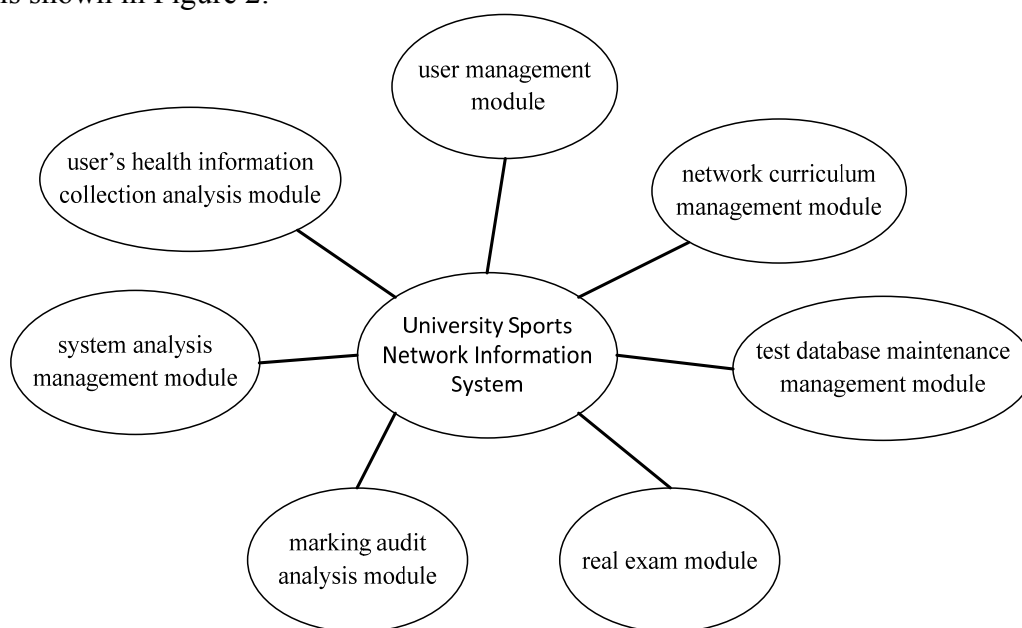 is shown in Figure 2.
user management
module
user's health information
collection analysis module
network curriculum
management module
University Sports
Network Information
System
system analysis
management module
test database maintenance
management module
marking audit
analysis module
real exam module